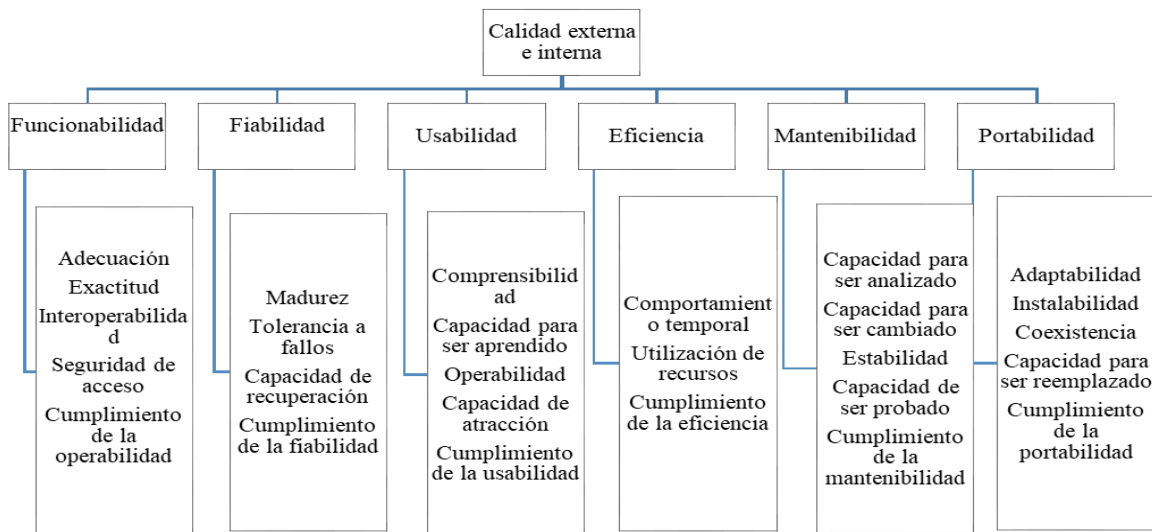 Calidad externa
e interna
Funcionabilidad
Fiabilidad
Usabilidad
Eficiencia
Mantenibilidad
Portabilidad
Adecuación
Exactitud
Interoperabilida
d
Seguridad de
acceso
Cumplimiento
de la
operabilidad
Madurez
Tolerancia a
fallos
Capacidad de
recuperación
Cumplimiento
de la fiabilidad
Comprensibilid
ad
Capacidad para
ser aprendido
Operabilidad
Capacidad de
atracción
Cumplimiento
de la usabilidad
Comportamient
o temporal
Utilización de
recursos
Cumplimiento
de la eficiencia
Capacidad para
ser analizado
Capacidad para
ser cambiado
Estabilidad
Capacidad de
ser probado
Cumplimiento
de la
mantenibilidad
Adaptabilidad
Instalabilidad
Coexistencia
Capacidad para
ser reemplazado
Cumplimiento
de la
portabilidad